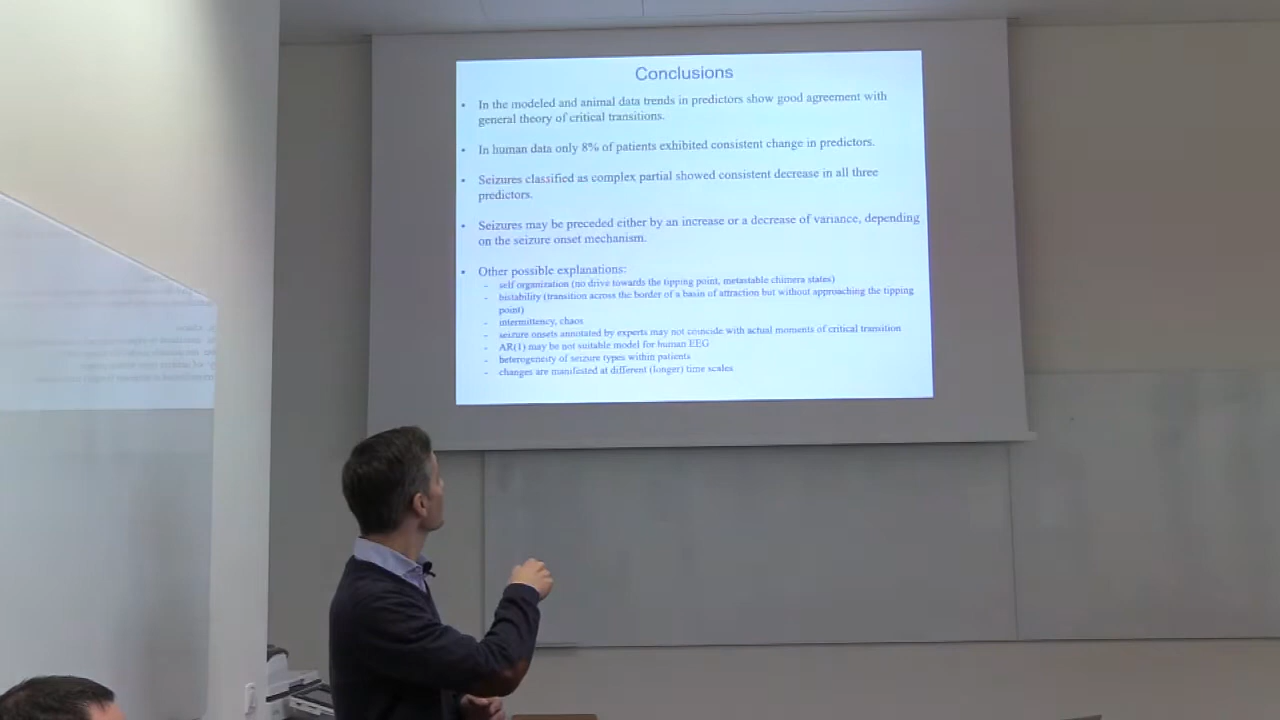 Conclusions
• In the modeled and animal data trends in predictors show good agreement with
general theory of critical transitions.
• In human data only 8% of patients exhibited consistent change in predictors.
• Seizures classified as complex partial showed consistent decrease in all three
predictors.
• Seizures may be preceded either by an increase or a decrease of variance, depending
on the seizure onset mechanism.
• Other possible explanations:
- self organization (no drive towards the tipping point, metastable chimera states)
- bistability (transition across the border of a basin of attraction but without approaching the tipping
point)
- intermittency, chaos
- seizure onsets annotated by experts may not coincide with actual moments of critical transition
- AR(1) may be not suitable model for human EEG
- heterogeneity of seizure types within patients
- changes are manifested at different (longer) time scales